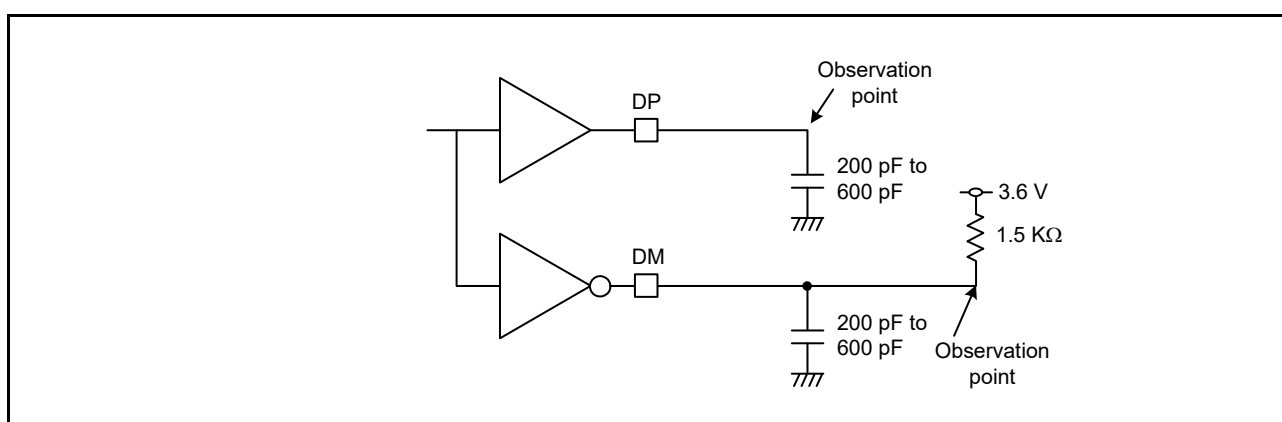 Observation
point
DP
200 pF to
600 pF
3.6 V
1.5 KΩ
DM
200 pF to
600 pF
Observation
point